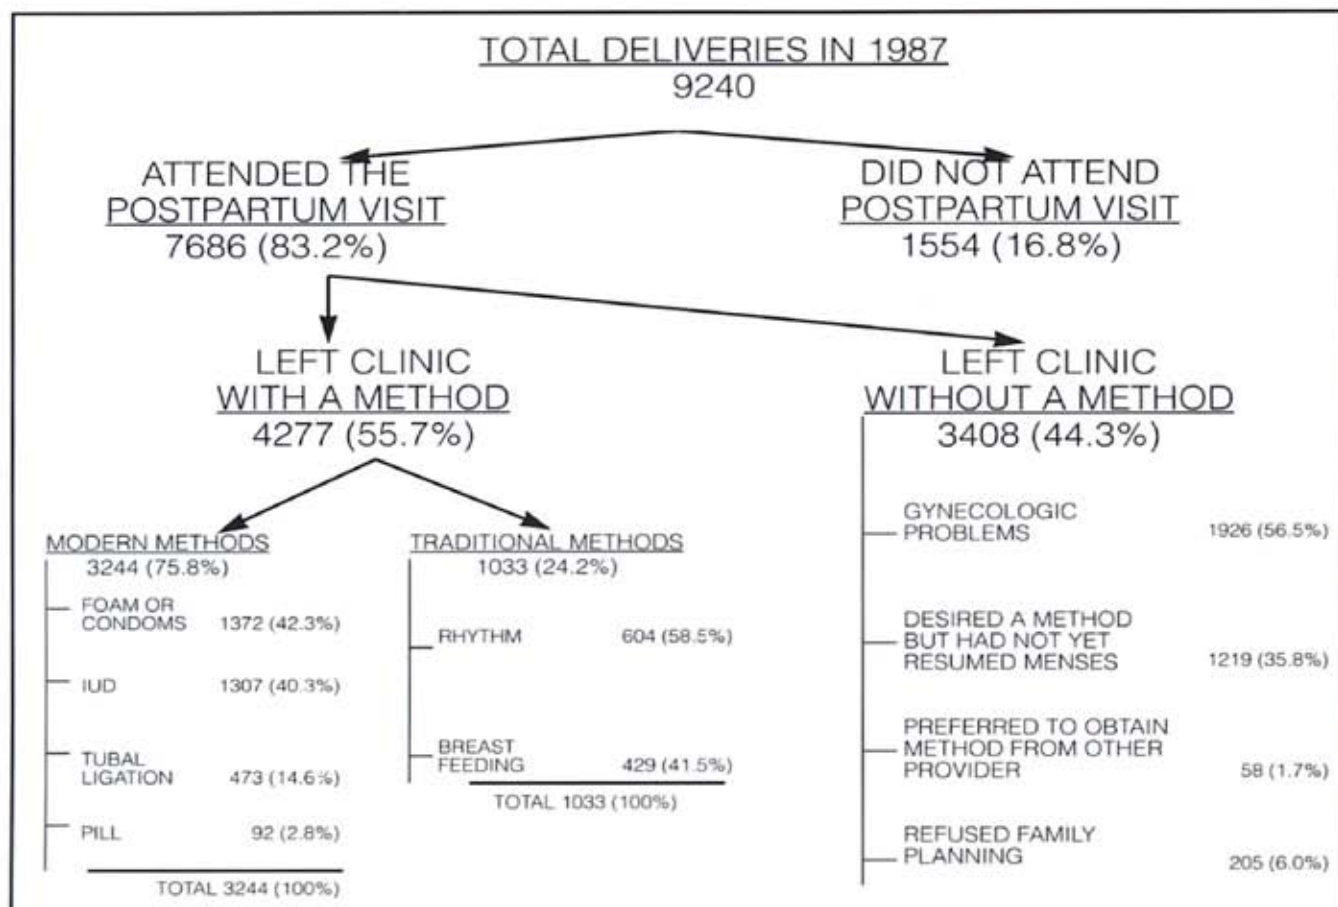 TOTAL DELIVERIES IN 1987
9240
ATTENDED THE
POSTPARTUM VISIT
7686 (83.2%)
DID NOT ATTEND
POSTPARTUM VISIT
1554 (16.8%)
LEFT CLINIC
WITH A METHOD
4277 (55.7%)
LEFT CLINIC
WITHOUT A METHOD
3408 (44.3%)
MODERN METHODS
3244 (75.8%)
FOAM OR
CONDOMS 1372 (42.3%)
IUD 1307 (40.3%)
TUBAL
LIGATION 473 (14.6%)
PILL 92 (2.8%)
TOTAL 3244 (100%)
TRADITIONAL METHODS
1033 (24.2%)
RHYTHM 604 (58.5%)
BREAST
FEEDING 429 (41.5%)
TOTAL 1033 (100%)
GYNECOLOGIC
PROBLEMS 1926 (56.5%)
DESIRED A METHOD
BUT HAD NOT YET
RESUMED MENSES 1219 (35.8%)
PREFERRED TO OBTAIN
METHOD FROM OTHER
PROVIDER 58 (1.7%)
REFUSED FAMILY
PLANNING 205 (6.0%)